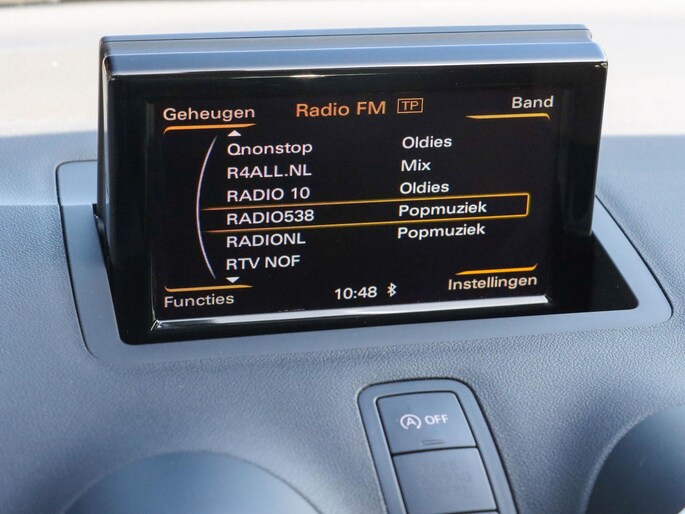 Geheugen Radio FM TP Band
Qnonstop Oldies
R4ALL.NL Mix
RADIO 10 Oldies
RADIO538 Popmuziek
RADIONL Popmuziek
RTV NOF
Functies 10:48 Instellingen
A OFF